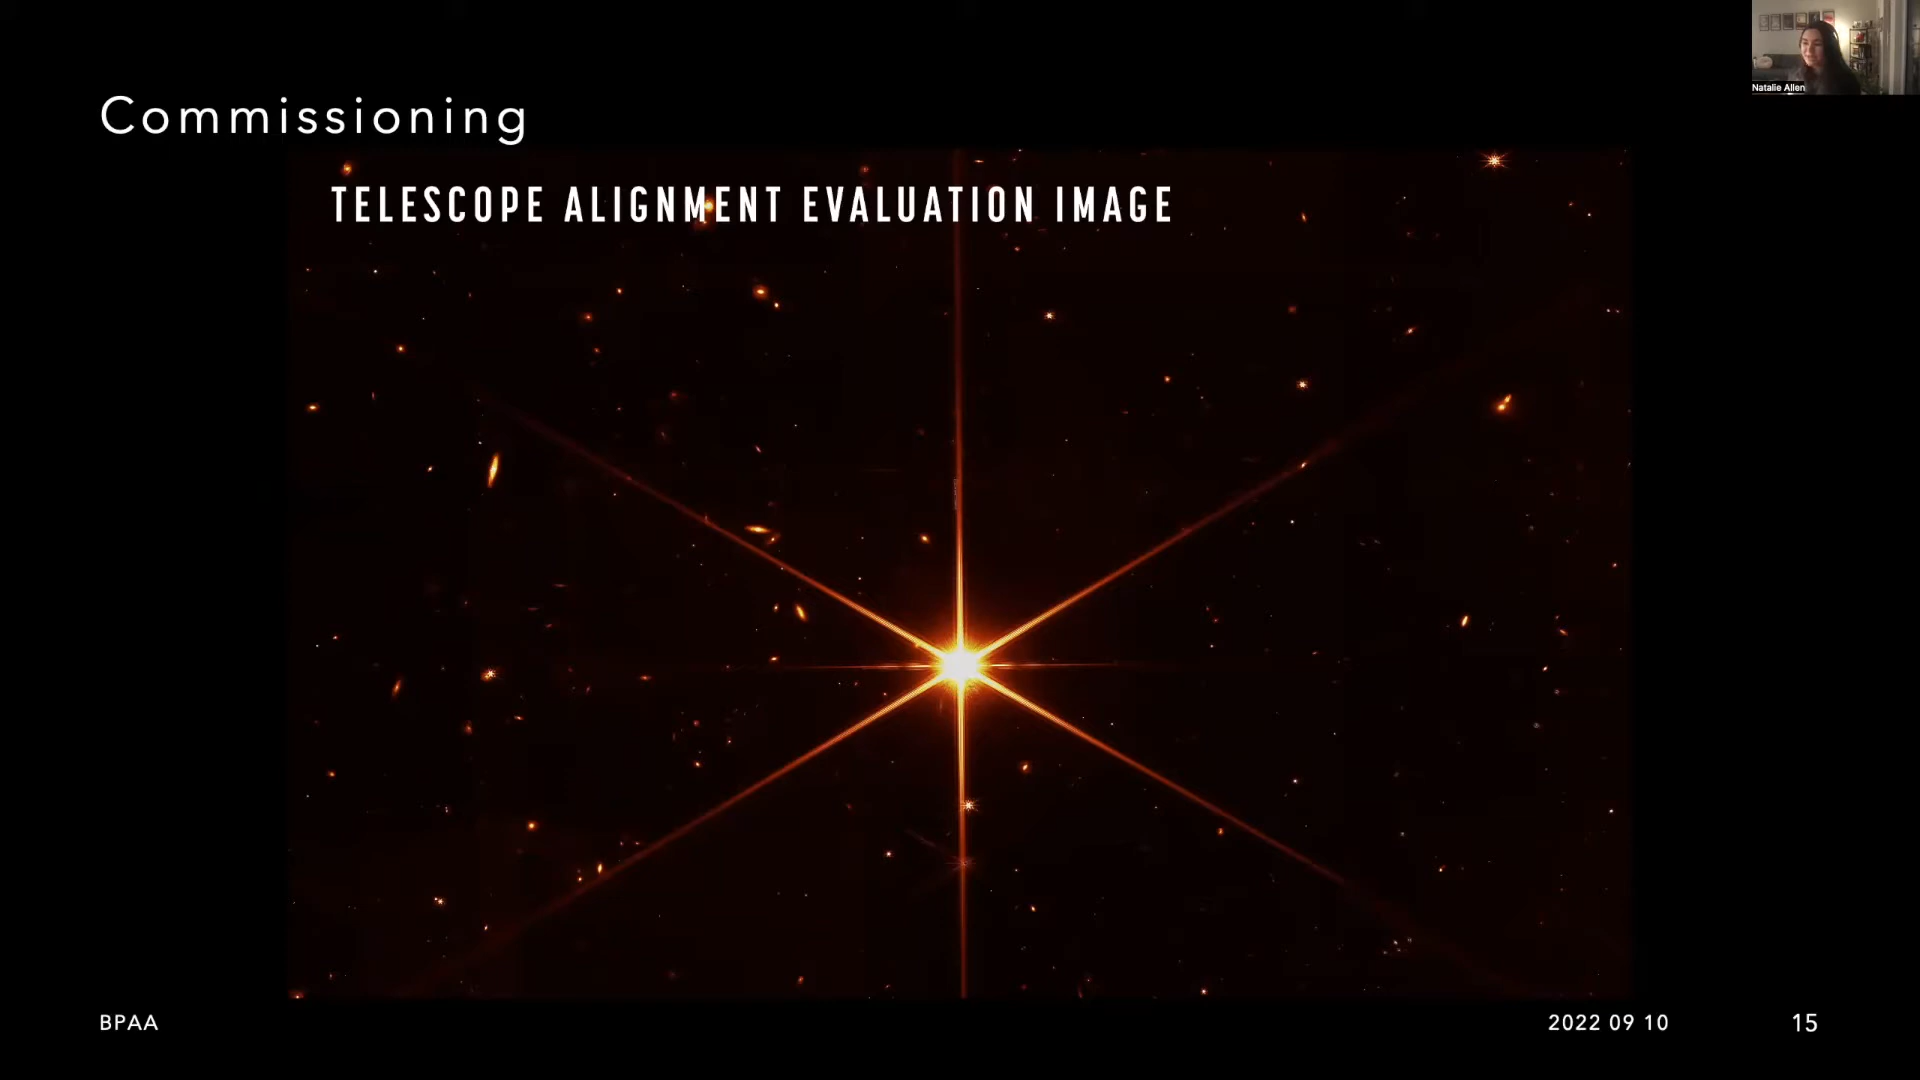 Natalie Allen
Commissioning
TELESCOPE ALIGNMENT EVALUATION IMAGE
BPAA
2022 09 10
15